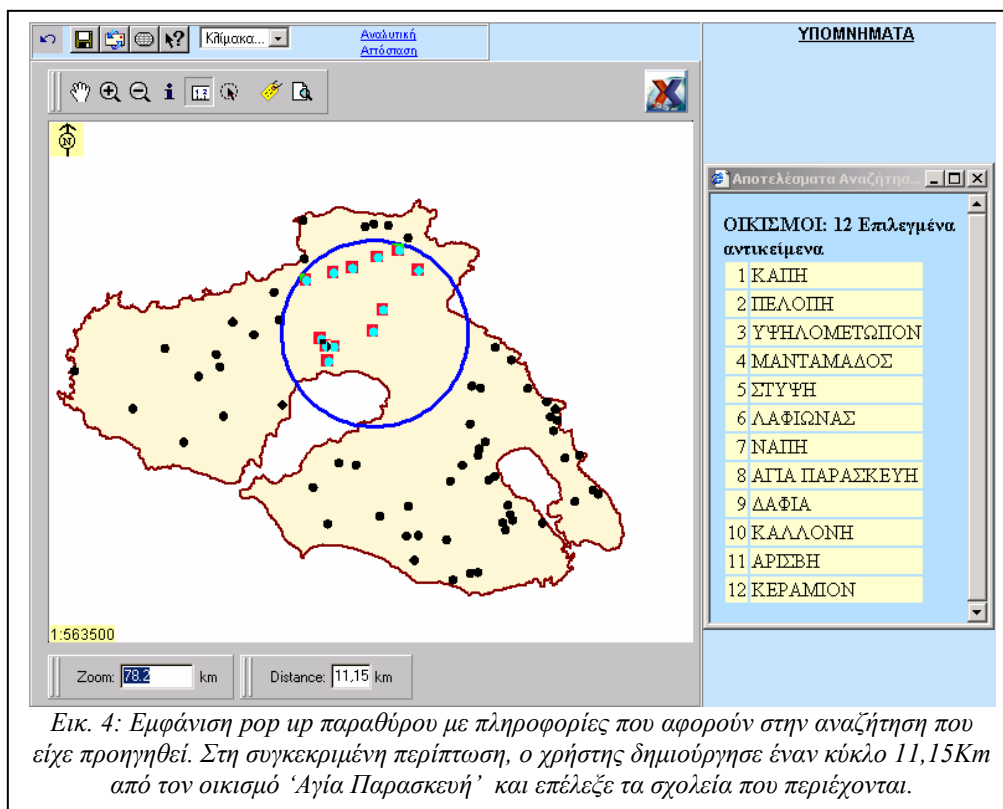 Κλίμακα...
Αναλυτική
Απόσταση
ΥΠΟΜΝΗΜΑΤΑ
N
1:563500
Zoom: 78.2 km
Distance: 11,15 km
Αποτελέσματα Αναζήτησ...
ΟΙΚΙΣΜΟΙ: 12 Επιλεγμένα
αντικείμενα
1 ΚΑΠΗ
2 ΠΕΛΟΠΗ
3 ΥΨΗΛΟΜΕΤΩΠΟΝ
4 ΜΑΝΤΑΜΑΔΟΣ
5 ΣΤΥΨΗ
6 ΛΑΦΙΩΝΑΣ
7 ΝΑΠΗ
8 ΑΓΙΑ ΠΑΡΑΣΚΕΥΗ
9 ΔΑΦΙΑ
10 ΚΑΛΛΟΝΗ
11 ΑΡΙΣΒΗ
12 ΚΕΡΑΜΙΟΝ
Εικ. 4: Εμφάνιση pop up παραθύρου με πληροφορίες που αφορούν στην αναζήτηση που
είχε προηγηθεί. Στη συγκεκριμένη περίπτωση, ο χρήστης δημιούργησε έναν κύκλο 11,15Km
από τον οικισμό ‘Αγία Παρασκευή’ και επέλεξε τα σχολεία που περιέχονται.